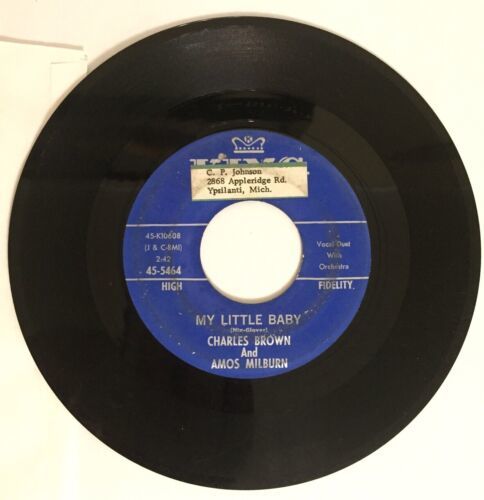 KING
C. P. Johnson
2868 Appleridge Rd.
Ypsilanti, Mich.
45-K10608
(J & C-BMI)
2:42
45-5464
HIGH
Vocal Duet
With
Orchestra
FIDELITY.
MY LITTLE BABY
(Nix-Glover)
CHARLES BROWN
And
AMOS MILBURN